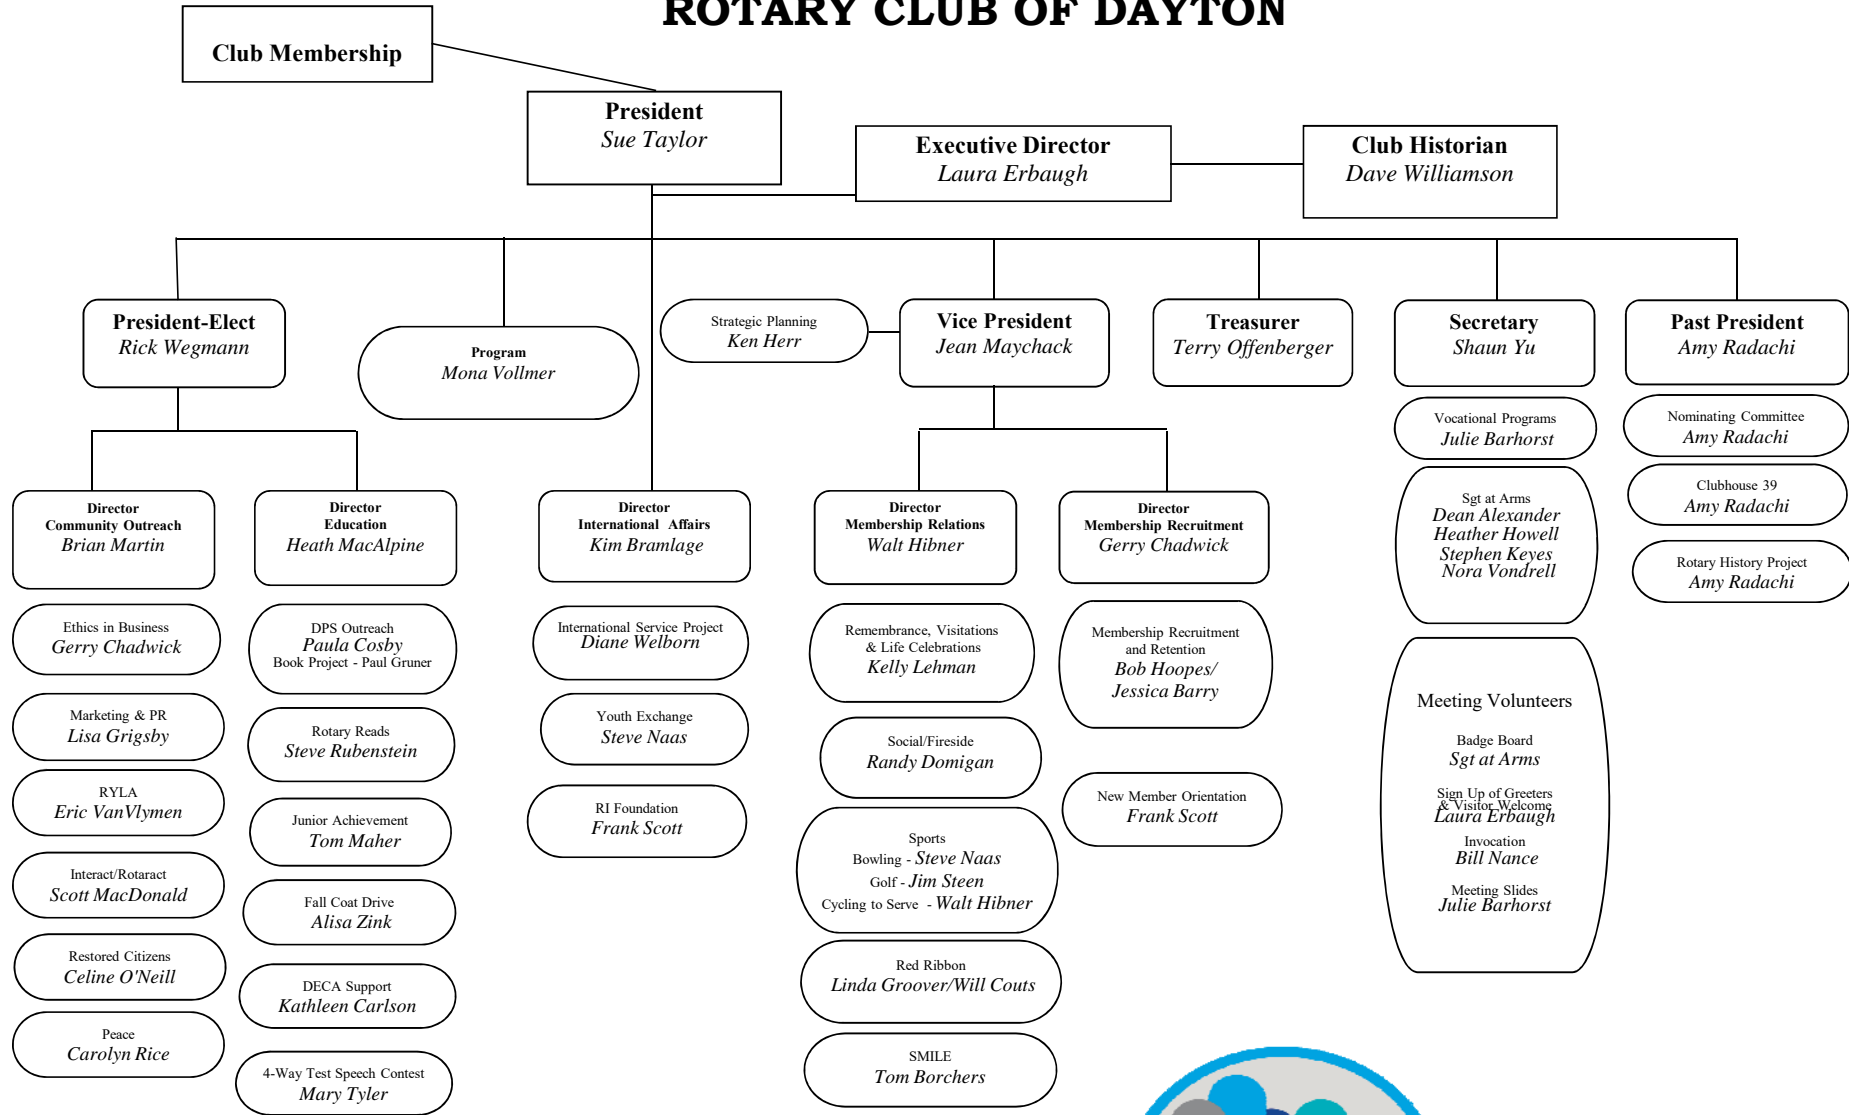 ROTARY CLUB OF DAYTON
Club Membership
President
Sue Taylor
Executive Director
Laura Erbaugh
Club Historian
Dave Williamson
President-Elect
Rick Wegmann
Program
Mona Vollmer
Strategic Planning
Ken Herr
Vice President
Jean Maychack
Treasurer
Terry Offenberger
Secretary
Shaun Yu
Past President
Amy Radachi
Vocational Programs
Julie Barhorst
Nominating Committee
Amy Radachi
Sgt at Arms
Dean Alexander
Heather Howell
Stephen Keyes
Nora Vondrell
Clubhouse 39
Amy Radachi
Rotary History Project
Amy Radachi
Director
Community Outreach
Brian Martin
Director
Education
Heath MacAlpine
Director
International Affairs
Kim Bramlage
Director
Membership Relations
Walt Hibner
Director
Membership Recruitment
Gerry Chadwick
Ethics in Business
Gerry Chadwick
Marketing & PR
Lisa Grigsby
RYLA
Eric VanVlymen
Interact/Rotaract
Scott MacDonald
Restored Citizens
Celine O'Neill
Peace
Carolyn Rice
DPS Outreach
Paula Cosby
Book Project - Paul Gruner
Rotary Reads
Steve Rubenstein
Junior Achievement
Tom Maher
Fall Coat Drive
Alisa Zink
DECA Support
Kathleen Carlson
4-Way Test Speech Contest
Mary Tyler
International Service Project
Diane Welborn
Youth Exchange
Steve Naas
RI Foundation
Frank Scott
Remembrance, Visitations
& Life Celebrations
Kelly Lehman
Social/Fireside
Randy Domigan
Sports
Bowling - Steve Naas
Golf - Jim Steen
Cycling to Serve - Walt Hibner
Red Ribbon
Linda Groover/Will Couts
SMILE
Tom Borchers
Membership Recruitment
and Retention
Bob Hoopes/
Jessica Barry
New Member Orientation
Frank Scott
Meeting Volunteers
Badge Board
Sgt at Arms
Sign Up of Greeters
& Visitor Welcome
Laura Erbaugh
Invocation
Bill Nance
Meeting Slides
Julie Barhorst